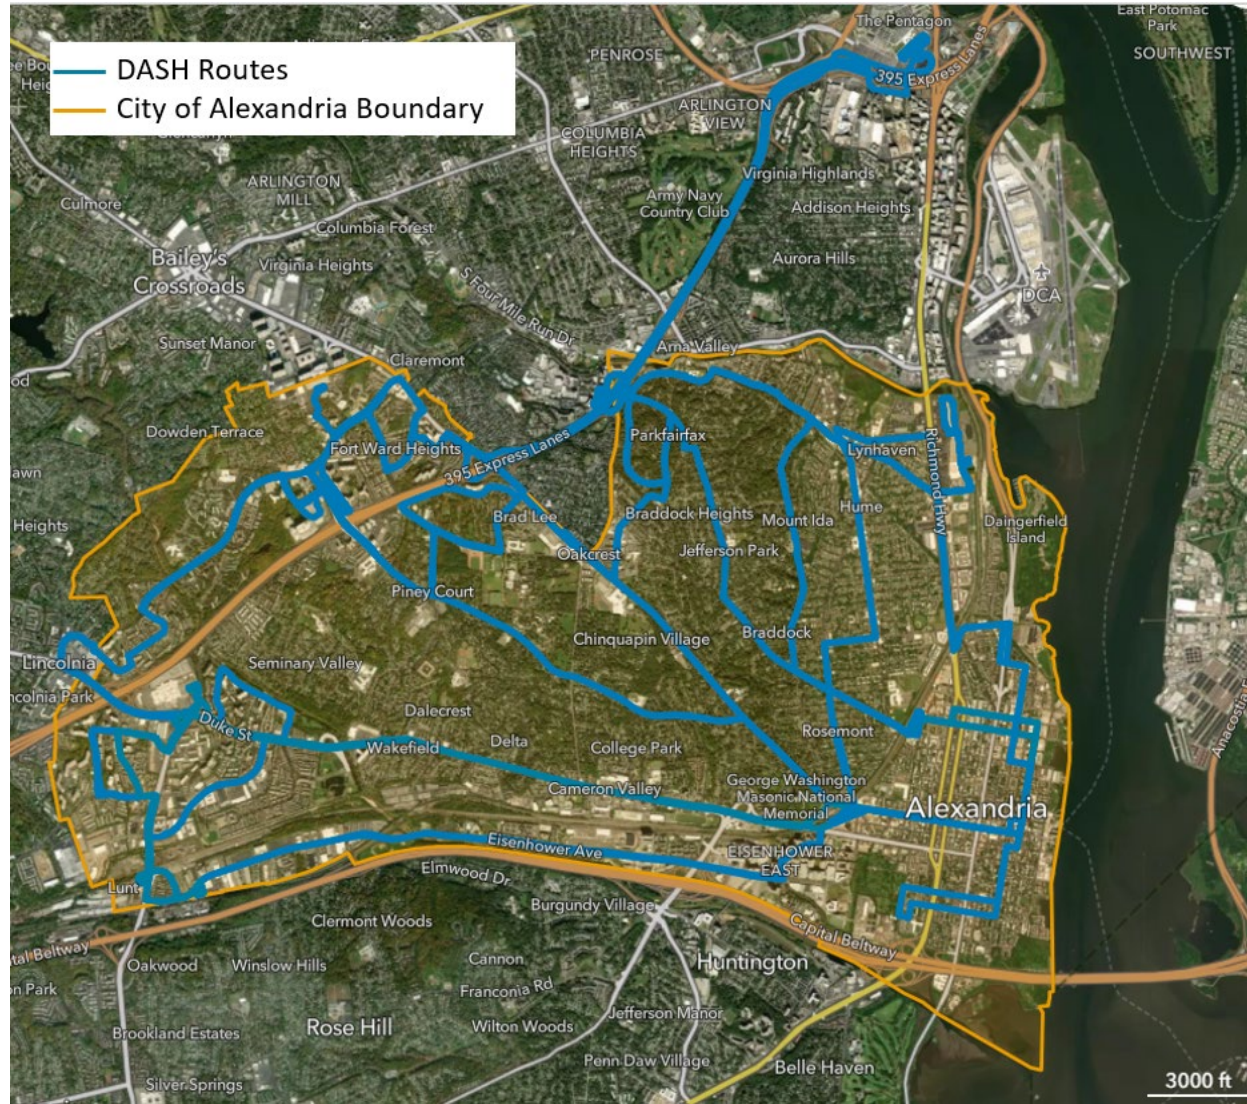 The Pentagon
East Potomac
Park
SOUTHWEST
PENROSE
DASH Routes
City of Alexandria Boundary
395 Express Lanes
ARLINGTON
VIEW
COLUMBIA
HEIGHTS
ARLINGTON
MILL
Virginia Highlands
Army Navy
Country Club
Addison Heights
Culmore
Columbia Forest
Bailey's
Crossroads
Virginia Heights
Aurora Hills
S Four Mile Run Dr
DCA
Sunset Manor
Claremont
Arna Valley
Dowden Terrace
Fort Ward Heights
395 Express Lanes
Parkfairfax
Lynhaven
Richmond Hwy
Heights
Brad Lee
Braddock Heights
Mount Ida
Hume
Daingerfield
Island
Oakcrest
Jefferson Park
Piney Court
Chinquapin Village
Braddock
Lincolnia
Seminary Valley
Dalecrest
Duke St
Wakefield
Delta
College Park
Rosemont
Cameron Valley
George Washington
Masonic National
Memorial
Alexandria
Eisenhower Ave
EISENHOWER
EAST
Lunt
Elmwood Dr
Burgundy Village
Clermont Woods
Capital Beltway
Oakwood
Winslow Hills
Cannon
Huntington
Franconia Rd
Rose Hill
Wilton Woods
Jefferson Manor
Brookland Estates
Penn Daw Village
Belle Haven
Silver Springs
3000 ft